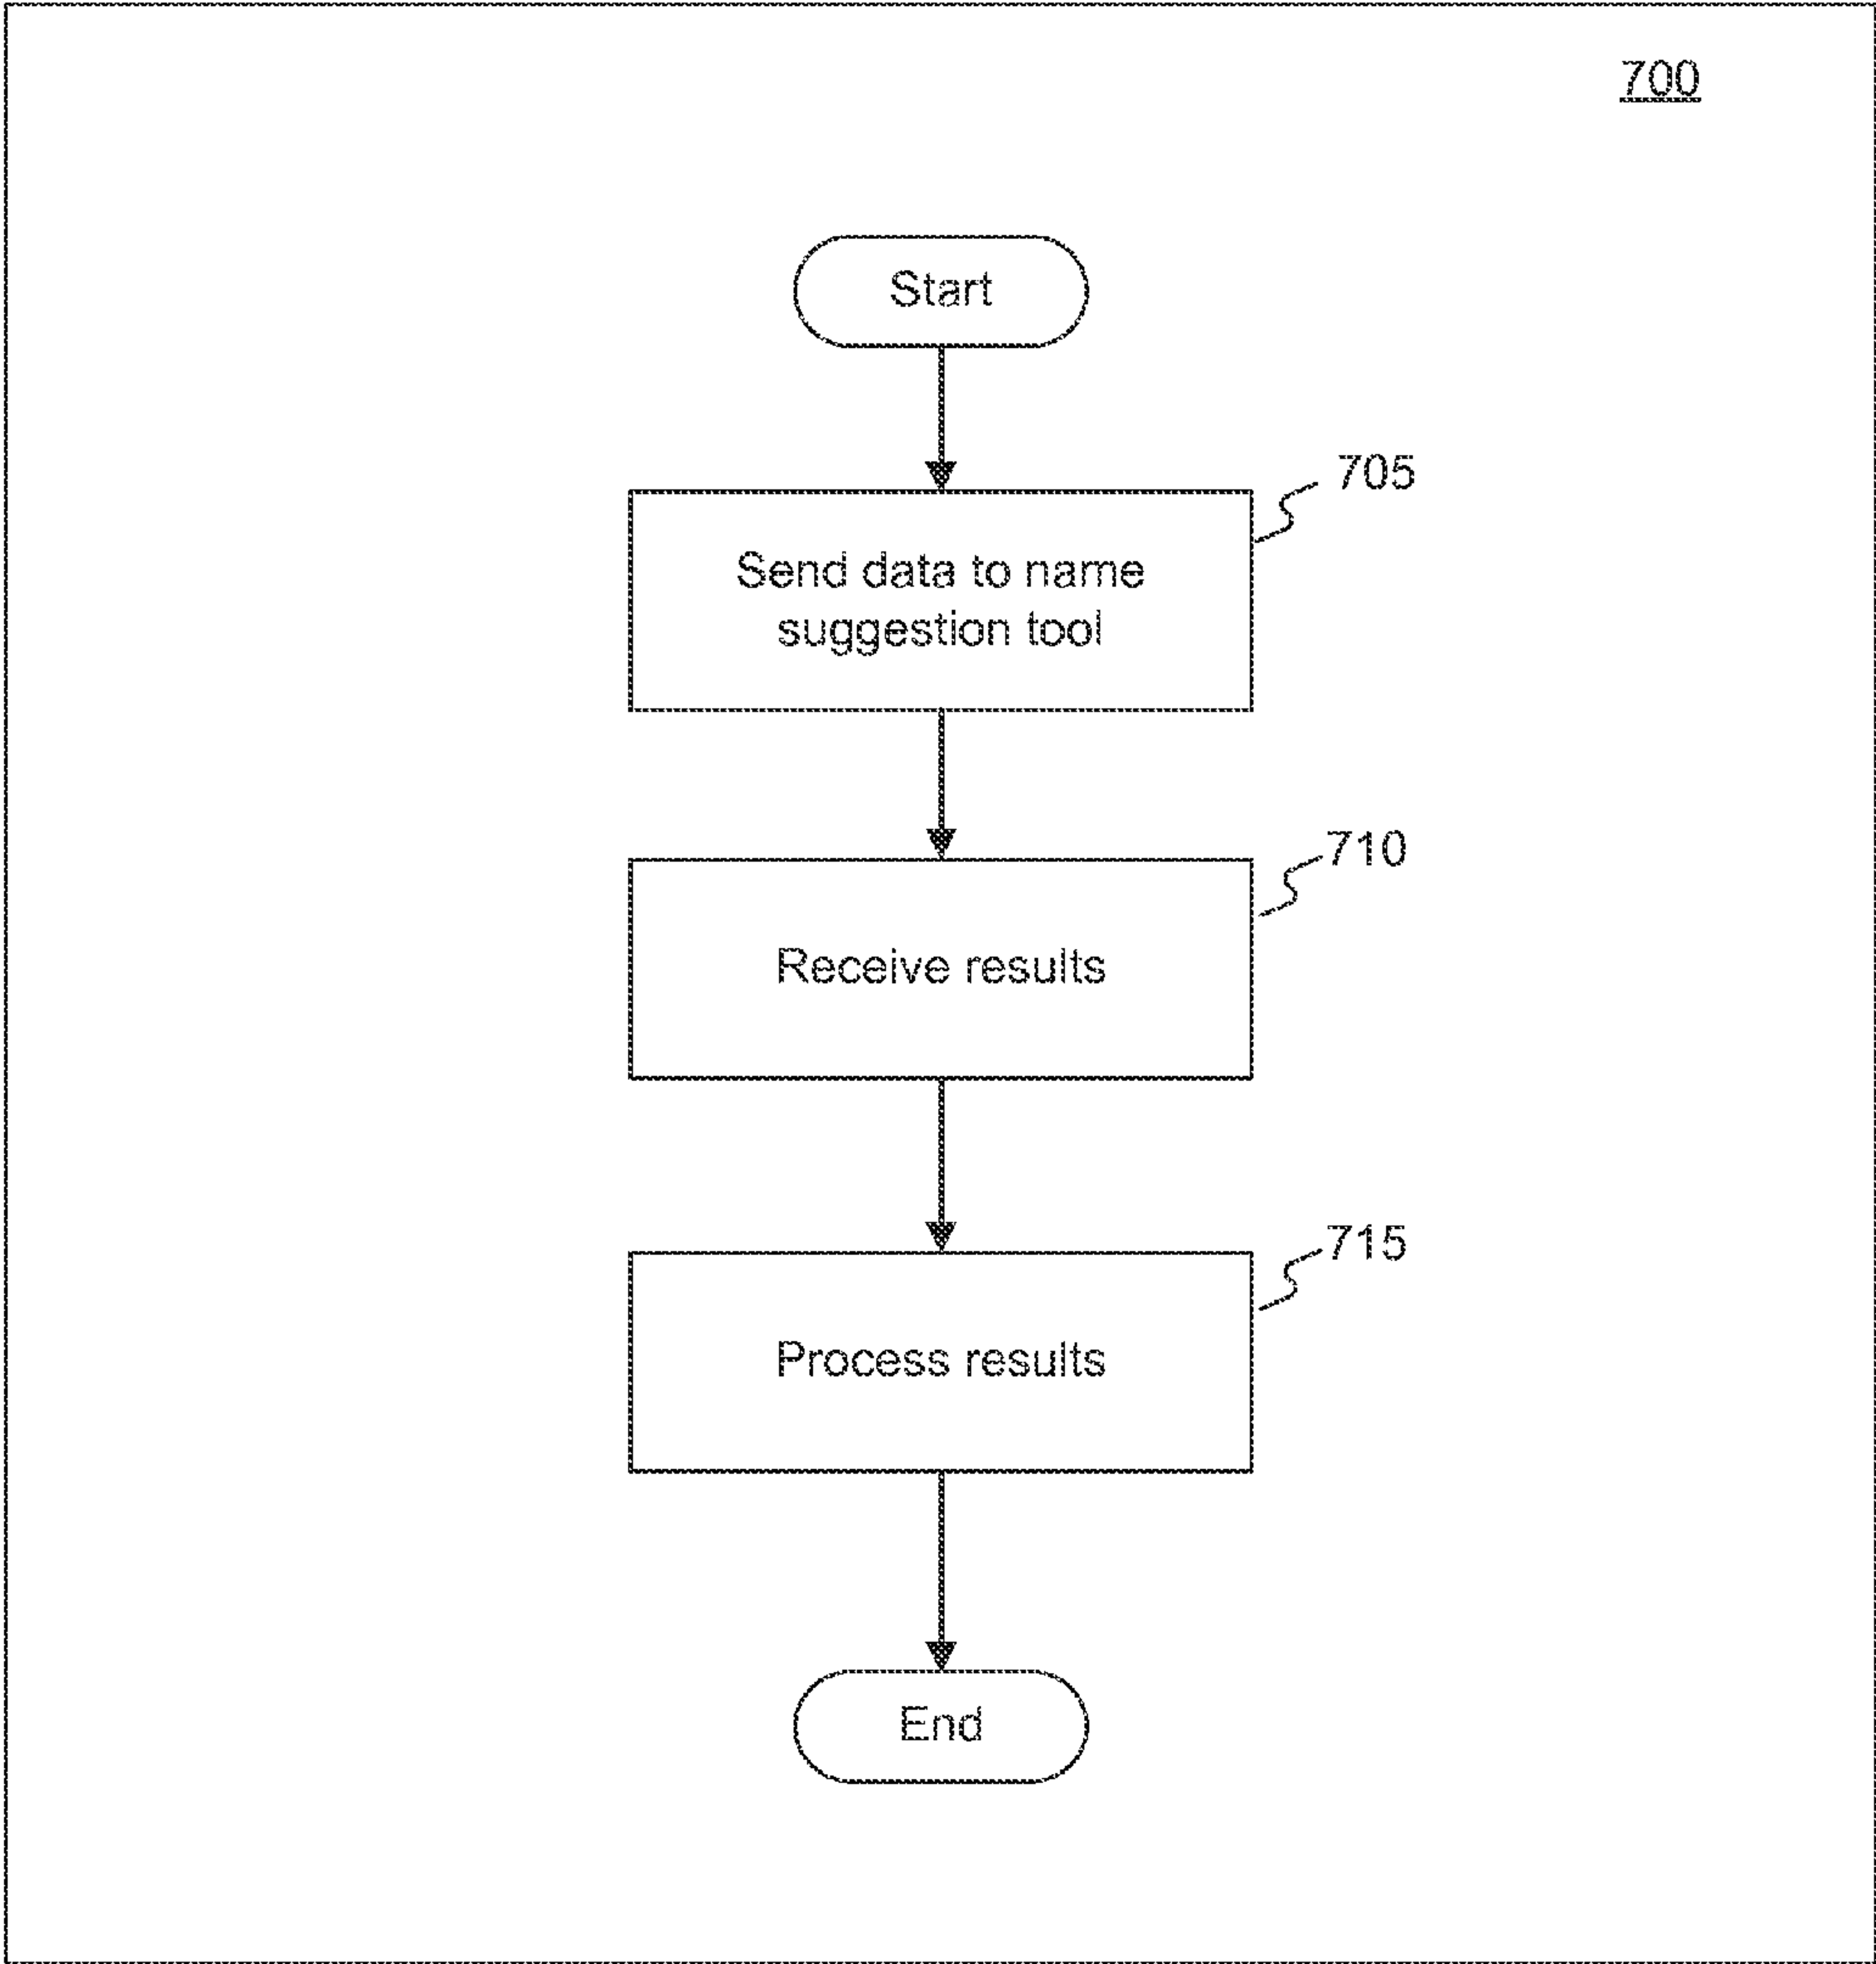 700
Start
705
Send data to name
suggestion tool
710
Receive results
715
Process results
End